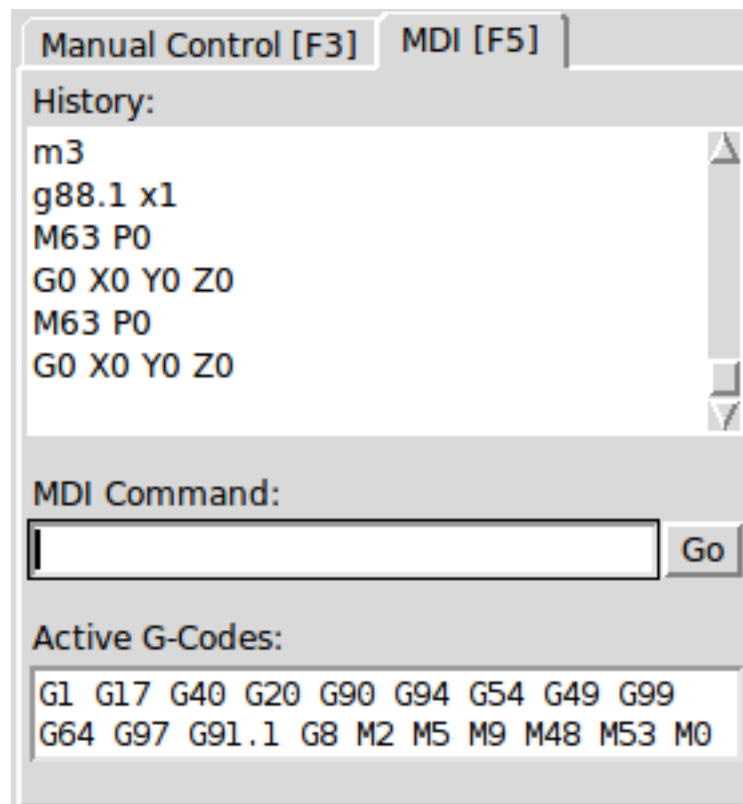 Manual Control [F3] MDI [F5]
History:
m3
g88.1 x1
M63 P0
G0 X0 Y0 Z0
M63 P0
G0 X0 Y0 Z0
MDI Command:
Go
Active G-Codes:
G1 G17 G40 G20 G90 G94 G54 G49 G99
G64 G97 G91.1 G8 M2 M5 M9 M48 M53 M0